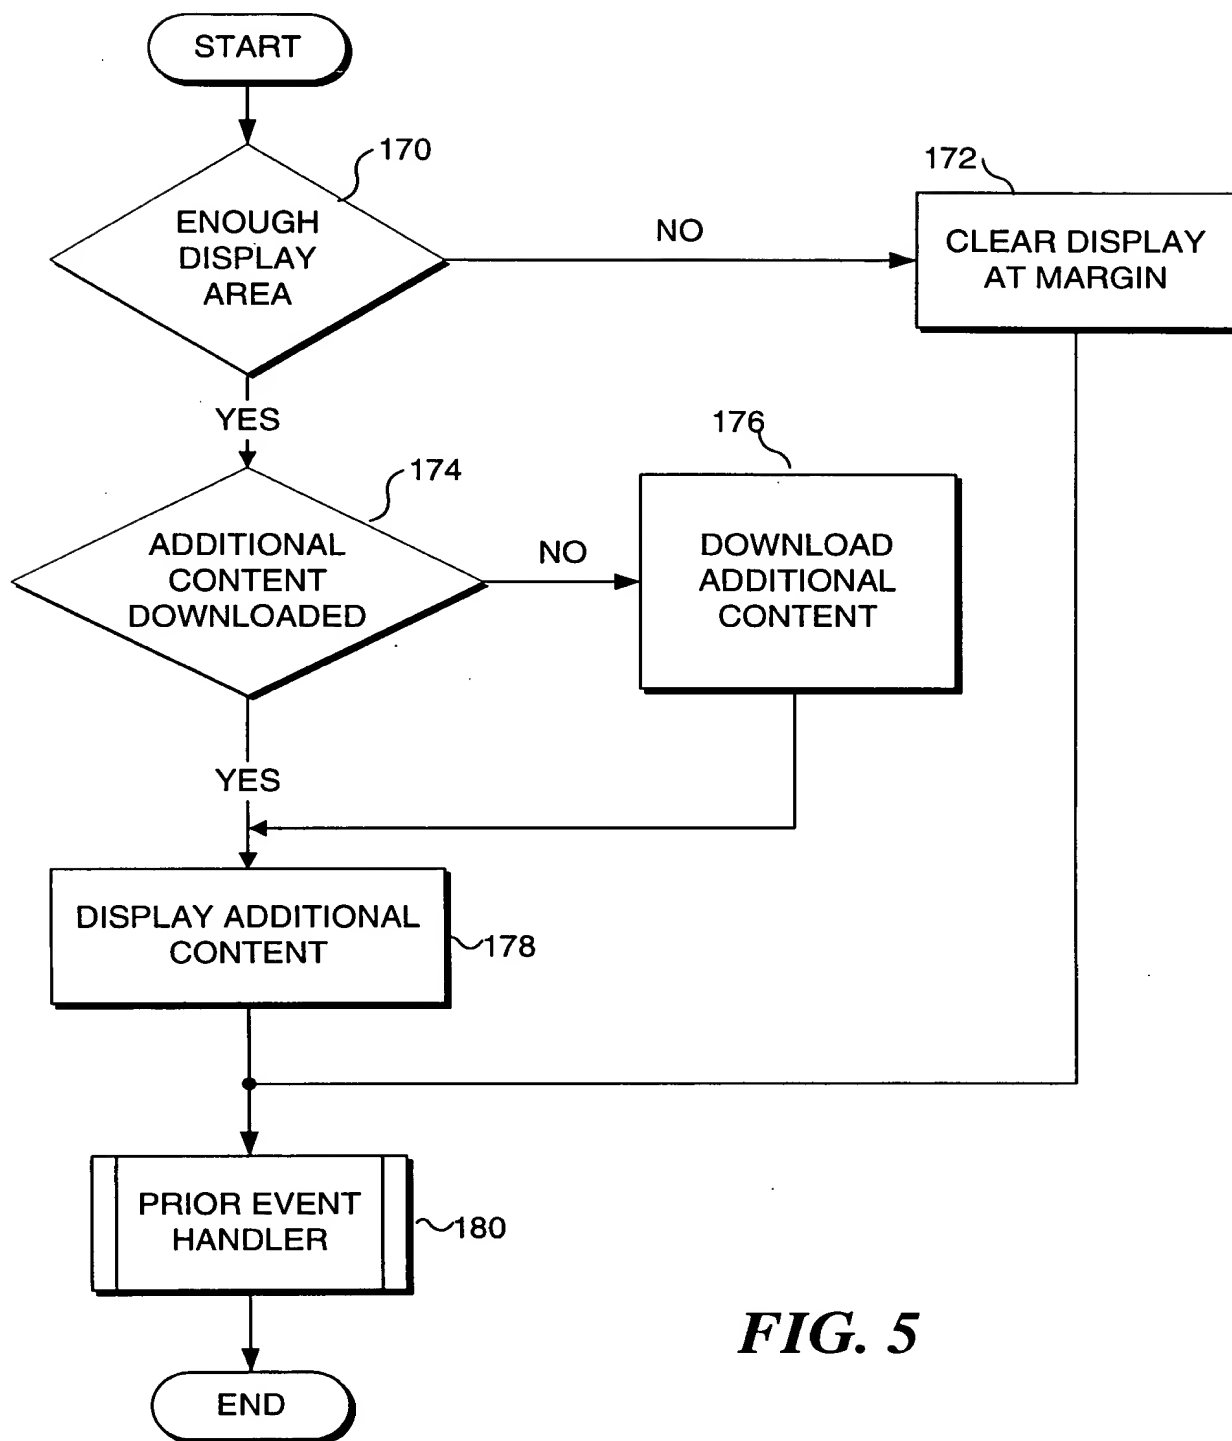 START
170
ENOUGH
DISPLAY
AREA
NO
172
CLEAR DISPLAY
AT MARGIN
YES
174
ADDITIONAL
CONTENT
DOWNLOADED
NO
176
DOWNLOAD
ADDITIONAL
CONTENT
YES
DISPLAY ADDITIONAL
CONTENT
178
PRIOR EVENT
HANDLER
180
END
FIG. 5